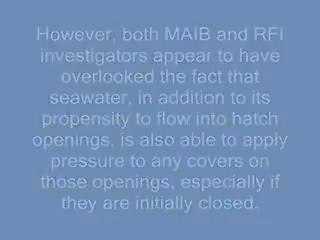 However, both MAIB and RFI
investigators appear to have
overlooked the fact that
seawater, in addition to its
propensity to flow into hatch
openings, is also able to apply
pressure to any covers on
those openings, especially if
they are initially closed.